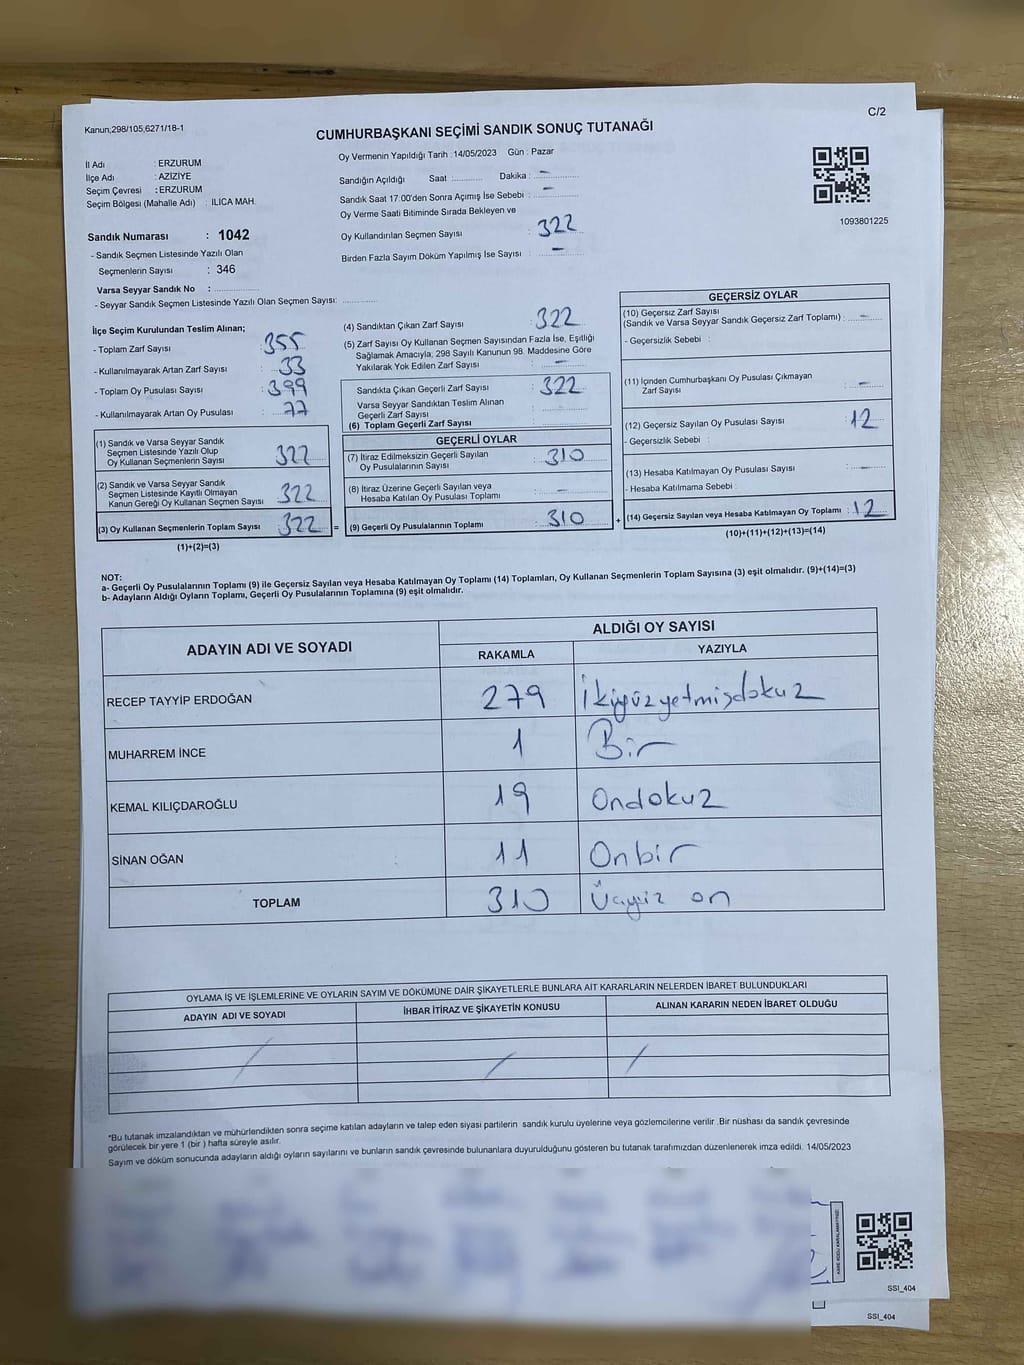 Kanun;298/105,6271/18-1
C/2
CUMHURBAŞKANI SEÇİMİ SANDIK SONUÇ TUTANAĞI
İl Adı : ERZURUM
İlçe Adı : AZİZİYE
Seçim Çevresi : ERZURUM
Seçim Bölgesi (Mahalle Adı) : ILICA MAH.
Oy Vermenin Yapıldığı Tarih :14/05/2023 Gün : Pazar
Sandığın Açıldığı Saat :........... Dakika : –
Sandık Saat 17:00'den Sonra Açımış İse Sebebi : –
Oy Verme Saati Bitiminde Sırada Bekleyen ve
Oy Kullandırılan Seçmen Sayısı : 322
Birden Fazla Sayım Döküm Yapılmış İse Sayısı : –
1093801225
Sandık Numarası : 1042
- Sandık Seçmen Listesinde Yazılı Olan
Seçmenlerin Sayısı : 346
Varsa Seyyar Sandık No :
- Seyyar Sandık Seçmen Listesinde Yazılı Olan Seçmen Sayısı:
İlçe Seçim Kurulundan Teslim Alınan;
- Toplam Zarf Sayısı : 355
- Kullanılmayarak Artan Zarf Sayısı : 33
- Toplam Oy Pusulası Sayısı : 399
- Kullanılmayarak Artan Oy Pusulası : 77
(1) Sandık ve Varsa Seyyar Sandık
Seçmen Listesinde Yazılı Olup
Oy Kullanan Seçmenlerin Sayısı 322
(2) Sandık ve Varsa Seyyar Sandık
Seçmen Listesinde Kayıtlı Olmayan
Kanun Gereği Oy Kullanan Seçmen Sayısı 322
(3) Oy Kullanan Seçmenlerin Toplam Sayısı 322 =
(1)+(2)=(3)
(4) Sandıktan Çıkan Zarf Sayısı : 322
(5) Zarf Sayısı Oy Kullanan Seçmen Sayısından Fazla İse, Eşitliği
Sağlamak Amacıyla; 298 Sayılı Kanunun 98. Maddesine Göre
Yakılarak Yok Edilen Zarf Sayısı : –
Sandıkta Çıkan Geçerli Zarf Sayısı : 322
Varsa Seyyar Sandıktan Teslim Alınan
Geçerli Zarf Sayısı :
(6) Toplam Geçerli Zarf Sayısı :
GEÇERLİ OYLAR
(7) İtiraz Edilmeksizin Geçerli Sayılan
Oy Pusulalarının Sayısı : 310
(8) İtiraz Üzerine Geçerli Sayılan veya
Hesaba Katılan Oy Pusulası Toplamı : –
(9) Geçerli Oy Pusulalarının Toplamı : 310 +
GEÇERSİZ OYLAR
(10) Geçersiz Zarf Sayısı
(Sandık ve Varsa Seyyar Sandık Geçersiz Zarf Toplamı) : –
- Geçersizlik Sebebi :
(11) İçinden Cumhurbaşkanı Oy Pusulası Çıkmayan
Zarf Sayısı : –
(12) Geçersiz Sayılan Oy Pusulası Sayısı : 12
- Geçersizlik Sebebi :
(13) Hesaba Katılmayan Oy Pusulası Sayısı : –
- Hesaba Katılmama Sebebi :
(14) Geçersiz Sayılan veya Hesaba Katılmayan Oy Toplamı : 12
(10)+(11)+(12)+(13)=(14)
NOT:
a- Geçerli Oy Pusulalarının Toplamı (9) ile Geçersiz Sayılan veya Hesaba Katılmayan Oy Toplamı (14) Toplamları, Oy Kullanan Seçmenlerin Toplam Sayısına (3) eşit olmalıdır. (9)+(14)=(3)
b- Adayların Aldığı Oyların Toplamı, Geçerli Oy Pusulalarının Toplamına (9) eşit olmalıdır.
ADAYIN ADI VE SOYADI
ALDIĞI OY SAYISI
RAKAMLA YAZIYLA
RECEP TAYYİP ERDOĞAN 279 İkiyüzyetmişdokuz
MUHARREM İNCE 1 Bir
KEMAL KILIÇDAROĞLU 19 Ondokuz
SİNAN OĞAN 11 Onbir
TOPLAM 310 Üçyüz on
OYLAMA İŞ VE İŞLEMLERİNE VE OYLARIN SAYIM VE DÖKÜMÜNE DAİR ŞİKAYETLERLE BUNLARA AİT KARARLARIN NELERDEN İBARET BULUNDUKLARI
ADAYIN ADI VE SOYADI İHBAR İTİRAZ VE ŞİKAYETİN KONUSU ALINAN KARARIN NEDEN İBARET OLDUĞU
*Bu tutanak imzalandıktan ve mühürlendikten sonra seçime katılan adayların ve talep eden siyasi partilerin sandık kurulu üyelerine veya gözlemcilerine verilir .Bir nüshası da sandık çevresinde
görülecek bir yere 1 (bir ) hafta süreyle asılır.
Sayım ve döküm sonucunda adayların aldığı oyların sayılarını ve bunların sandık çevresinde bulunanlara duyurulduğunu gösteren bu tutanak tarafımızdan düzenlenerek imza edildi. 14/05/2023
SSI_404
SSI_404